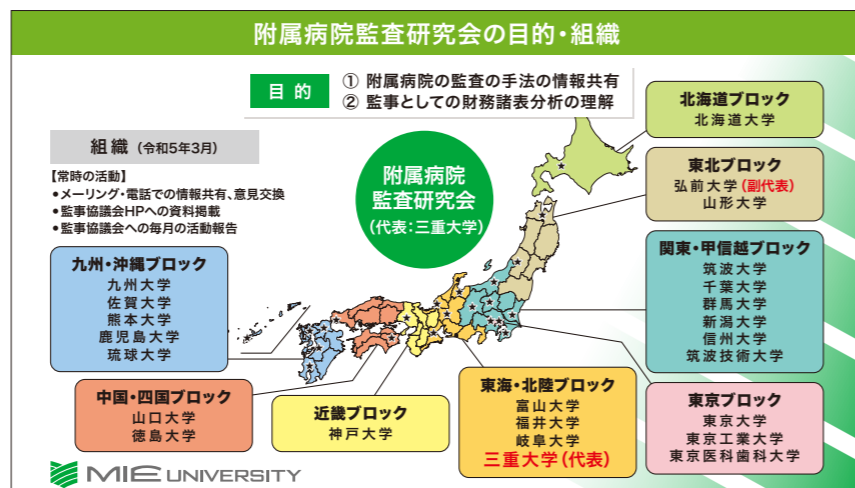 附属病院監査研究会の目的・組織
目 的
① 附属病院の監査の手法の情報共有
② 監事としての財務諸表分析の理解
組織 (令和5年3月)
【常時の活動】
●メーリング・電話での情報共有、意見交換
●監事協議会HPへの資料掲載
●監事協議会への毎月の活動報告
附属病院
監査研究会
(代表:三重大学)
北海道ブロック
北海道大学
東北ブロック
弘前大学(副代表)
山形大学
関東・甲信越ブロック
筑波大学
千葉大学
群馬大学
新潟大学
信州大学
筑波技術大学
九州・沖縄ブロック
九州大学
佐賀大学
熊本大学
鹿児島大学
琉球大学
中国・四国ブロック
山口大学
徳島大学
近畿ブロック
神戸大学
東海・北陸ブロック
富山大学
福井大学
岐阜大学
三重大学(代表)
東京ブロック
東京大学
東京工業大学
東京医科歯科大学
MIE UNIVERSITY